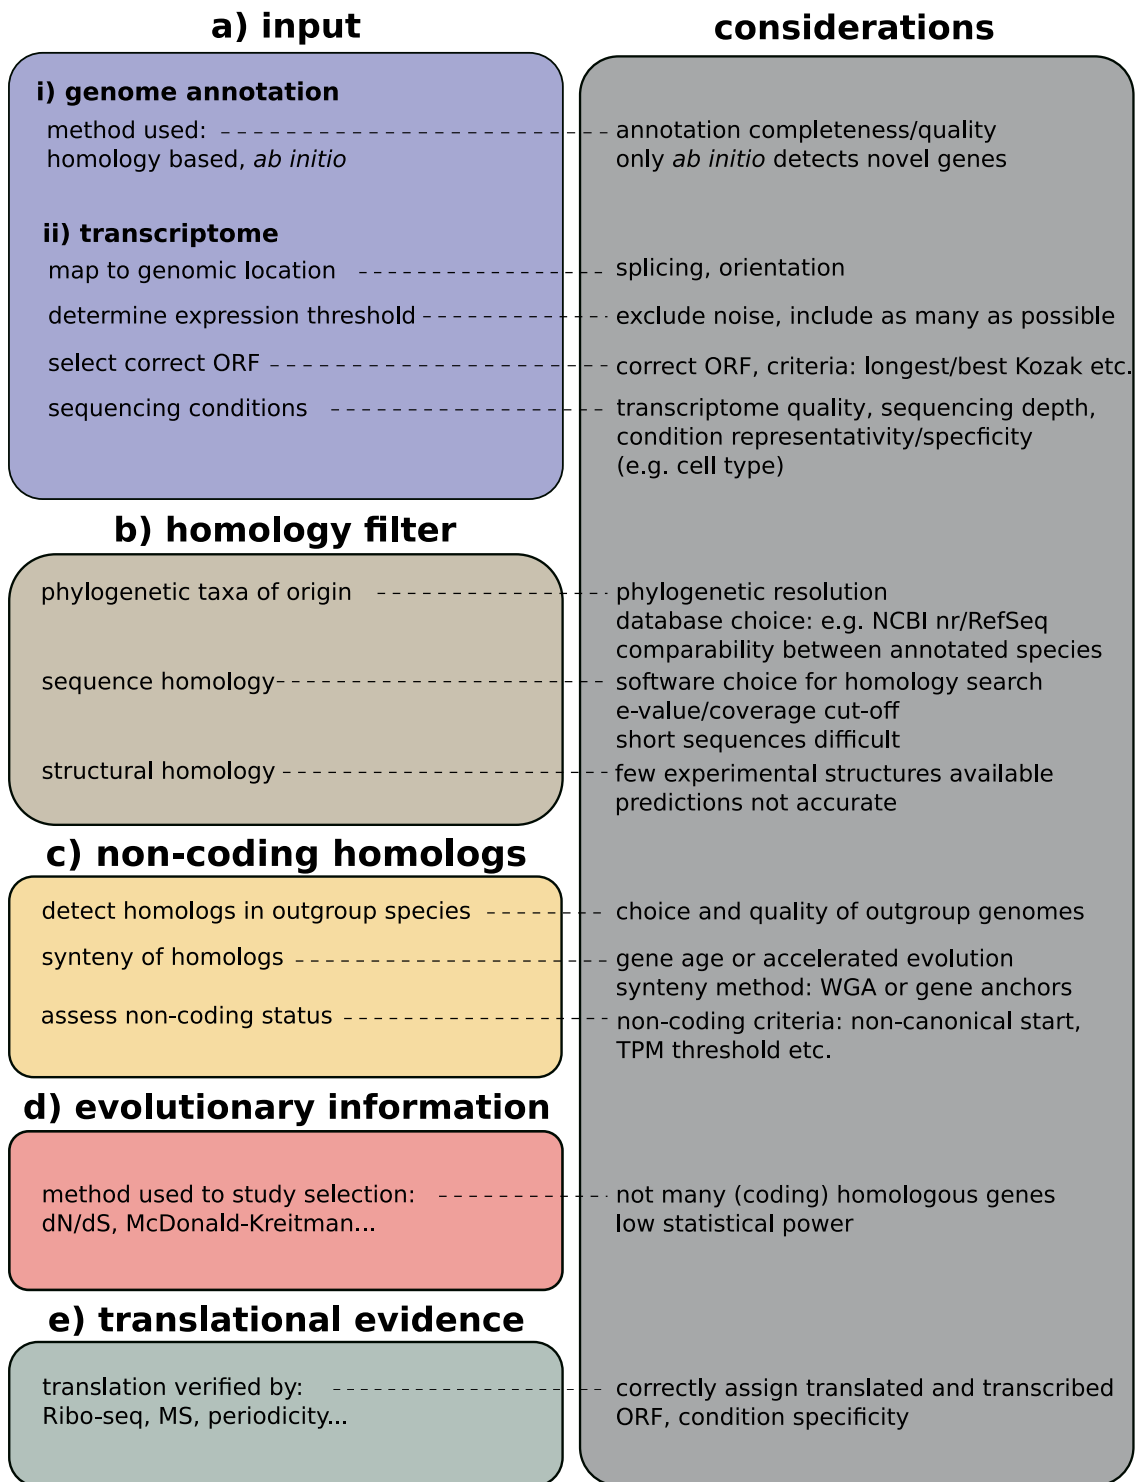 a) input
considerations
i) genome annotation
method used:
homology based, ab initio
annotation completeness/quality
only ab initio detects novel genes
ii) transcriptome
map to genomic location
splicing, orientation
determine expression threshold
exclude noise, include as many as possible
select correct ORF
correct ORF, criteria: longest/best Kozak etc.
sequencing conditions
transcriptome quality, sequencing depth,
condition representativity/specficity
(e.g. cell type)
b) homology filter
phylogenetic taxa of origin
phylogenetic resolution
database choice: e.g. NCBI nr/RefSeq
comparability between annotated species
sequence homology
software choice for homology search
e-value/coverage cut-off
short sequences difficult
structural homology
few experimental structures available
predictions not accurate
c) non-coding homologs
detect homologs in outgroup species
choice and quality of outgroup genomes
synteny of homologs
gene age or accelerated evolution
synteny method: WGA or gene anchors
assess non-coding status
non-coding criteria: non-canonical start,
TPM threshold etc.
d) evolutionary information
method used to study selection:
dN/dS, McDonald-Kreitman...
not many (coding) homologous genes
low statistical power
e) translational evidence
translation verified by:
Ribo-seq, MS, periodicity...
correctly assign translated and transcribed
ORF, condition specificity